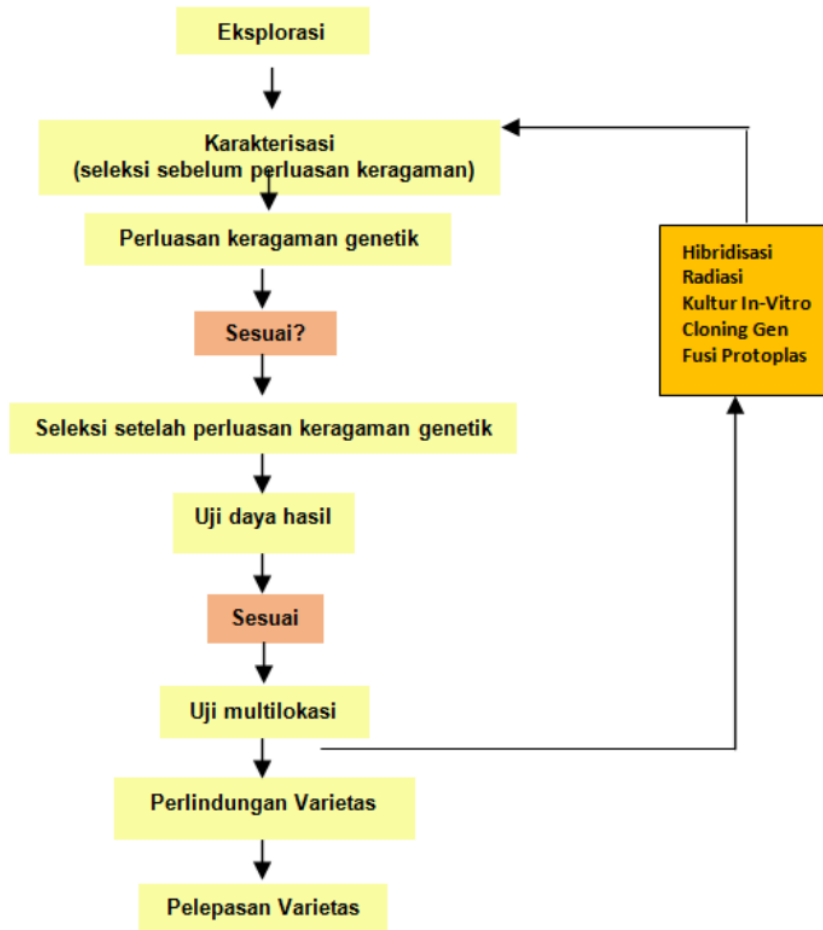 Eksplorasi
Karakterisasi
(seleksi sebelum perluasan keragaman)
Perluasan keragaman genetik
Sesuai?
Seleksi setelah perluasan keragaman genetik
Uji daya hasil
Sesuai
Uji multilokasi
Perlindungan Varietas
Pelepasan Varietas
Hibridisasi
Radiasi
Kultur In-Vitro
Cloning Gen
Fusi Protoplas